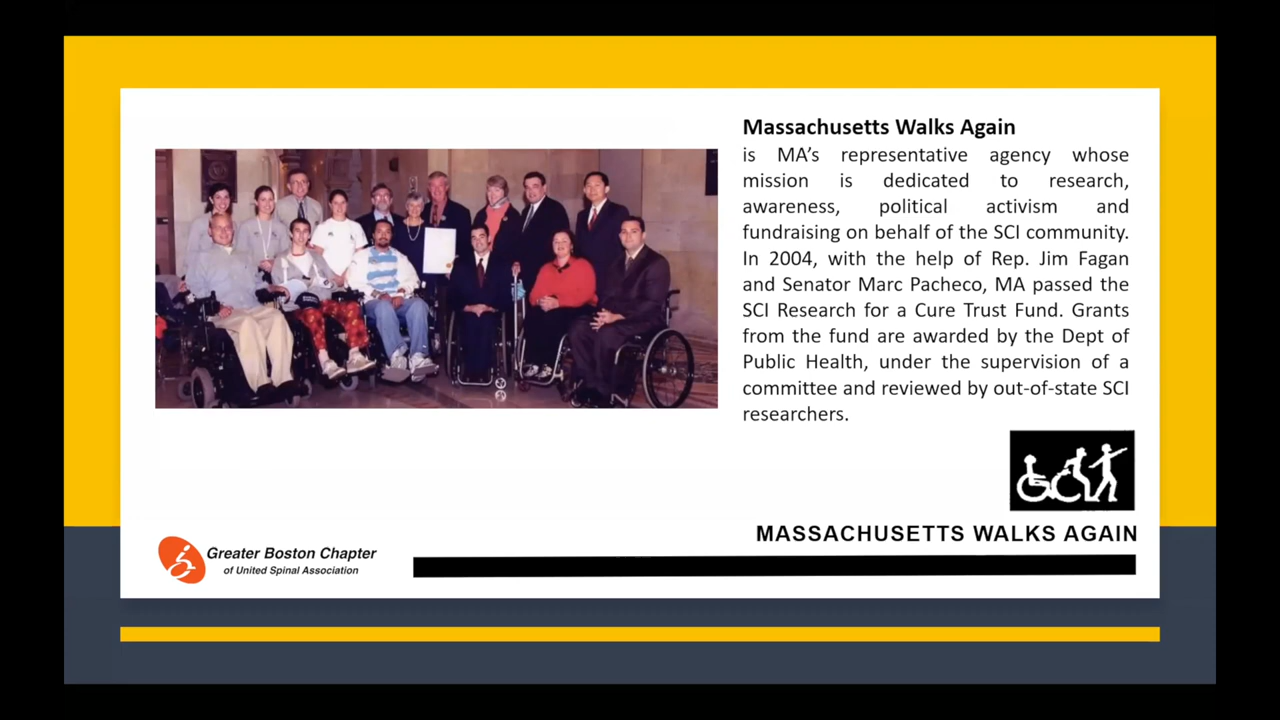 Massachusetts Walks Again
is MA’s representative agency whose
mission is dedicated to research,
awareness, political activism and
fundraising on behalf of the SCI community.
In 2004, with the help of Rep. Jim Fagan
and Senator Marc Pacheco, MA passed the
SCI Research for a Cure Trust Fund. Grants
from the fund are awarded by the Dept of
Public Health, under the supervision of a
committee and reviewed by out-of-state SCI
researchers.
MASSACHUSETTS WALKS AGAIN
Greater Boston Chapter
of United Spinal Association